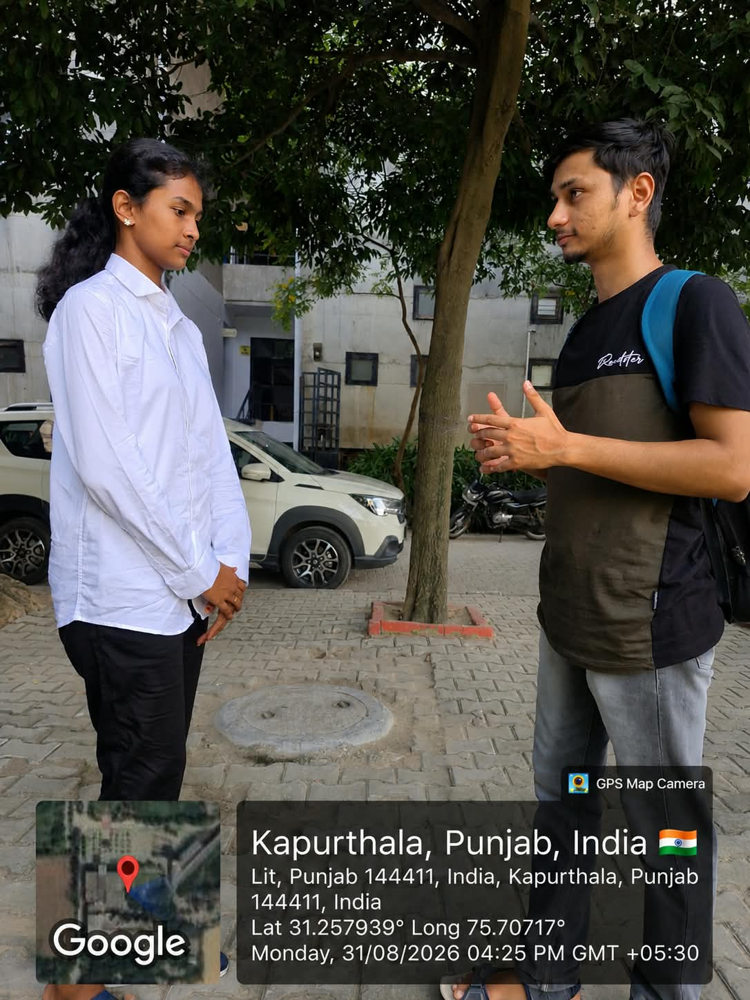 Roadster
GPS Map Camera
Kapurthala, Punjab, India
Lit, Punjab 144411, India, Kapurthala, Punjab
144411, India
Lat 31.257939° Long 75.70717°
Monday, 31/08/2026 04:25 PM GMT +05:30
Google